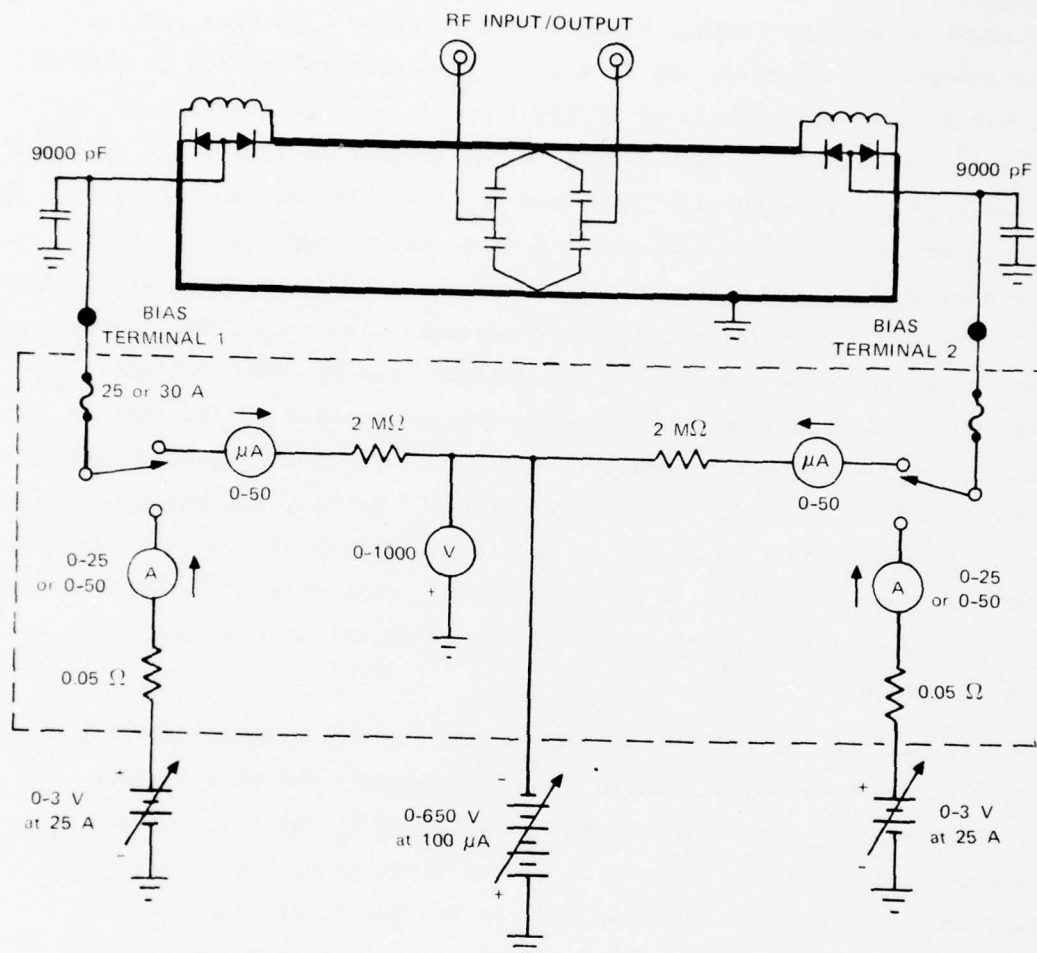 RF INPUT/OUTPUT
9000 pF
9000 pF
BIAS
TERMINAL 1
BIAS
TERMINAL 2
25 or 30 A
2 MΩ
2 MΩ
μA
μA
0-50
0-50
0-1000
V
+
0-25
or 0-50
A
A
0-25
or 0-50
0.05 Ω
0.05 Ω
+
0-3 V
at 25 A
-
-
0-650 V
at 100 μA
+
+
0-3 V
at 25 A
-